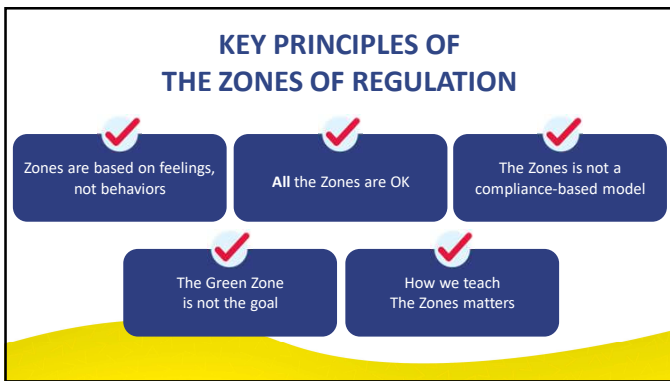 KEY PRINCIPLES OF
THE ZONES OF REGULATION
Zones are based on feelings,
not behaviors
All the Zones are OK
The Zones is not a
compliance-based model
The Green Zone
is not the goal
How we teach
The Zones matters